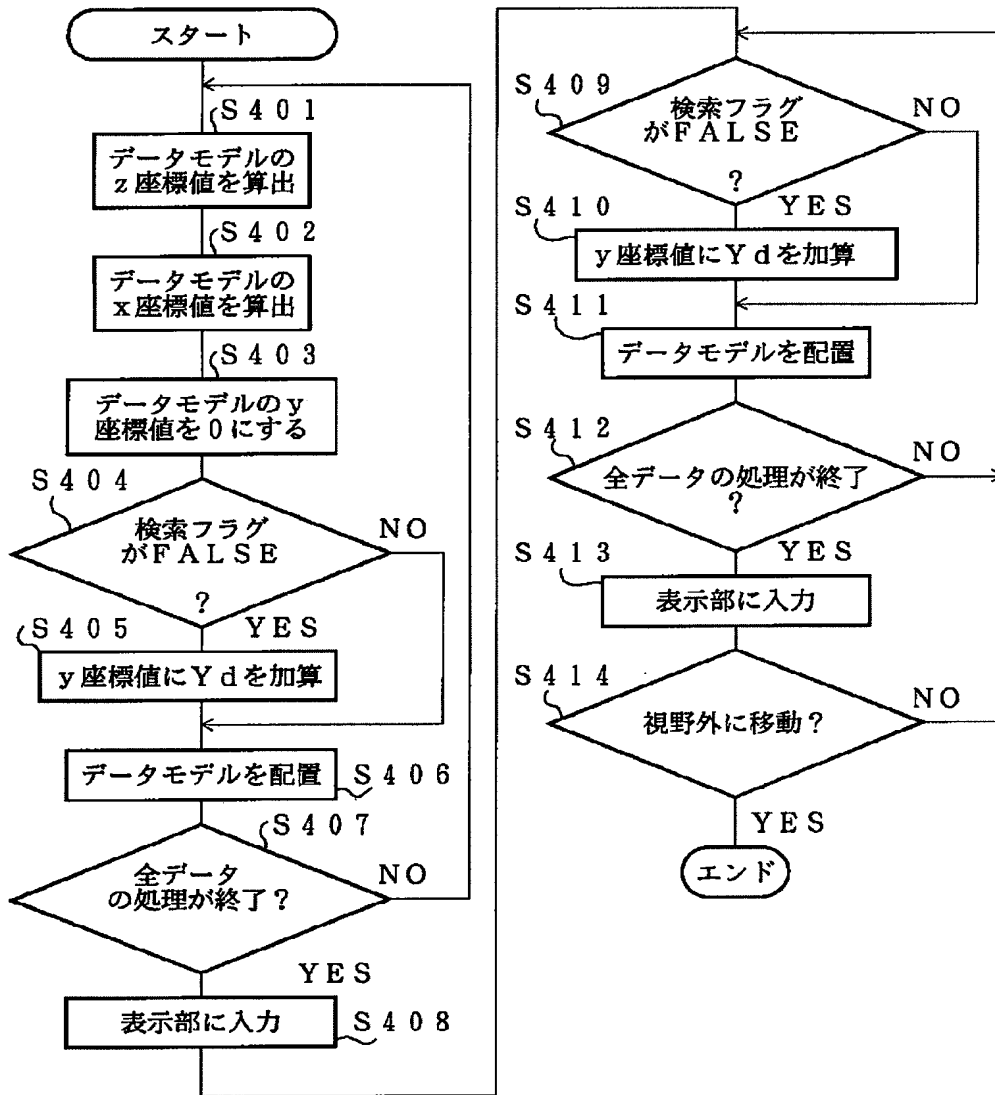 スタート
S401
データモデルの
z座標値を算出
S402
データモデルの
x座標値を算出
S403
データモデルのy
座標値を0にする
S404
検索フラグ
がFALSE
?
NO
YES
S405
y座標値にYdを加算
データモデルを配置
S406
S407
全データ
の処理が終了?
NO
YES
表示部に入力
S408
S409
検索フラグ
がFALSE
?
NO
YES
S410
y座標値にYdを加算
S411
データモデルを配置
S412
全データの処理が終了
?
NO
YES
S413
表示部に入力
S414
視野外に移動?
NO
YES
エンド